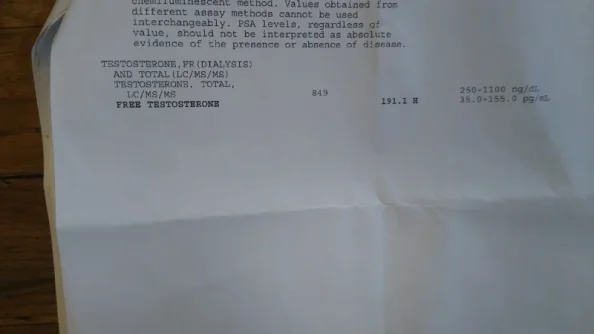 chemiluminescent method. Values obtained from
different assay methods cannot be used
interchangeably. PSA levels, regardless of
value, should not be interpreted as absolute
evidence of the presence or absence of disease.
TESTOSTERONE,FR(DIALYSIS)
AND TOTAL(LC/MS/MS)
TESTOSTERONE, TOTAL,
LC/MS/MS 849 250-1100 ng/dL
FREE TESTOSTERONE 191.1 H 35.0-155.0 pg/mL